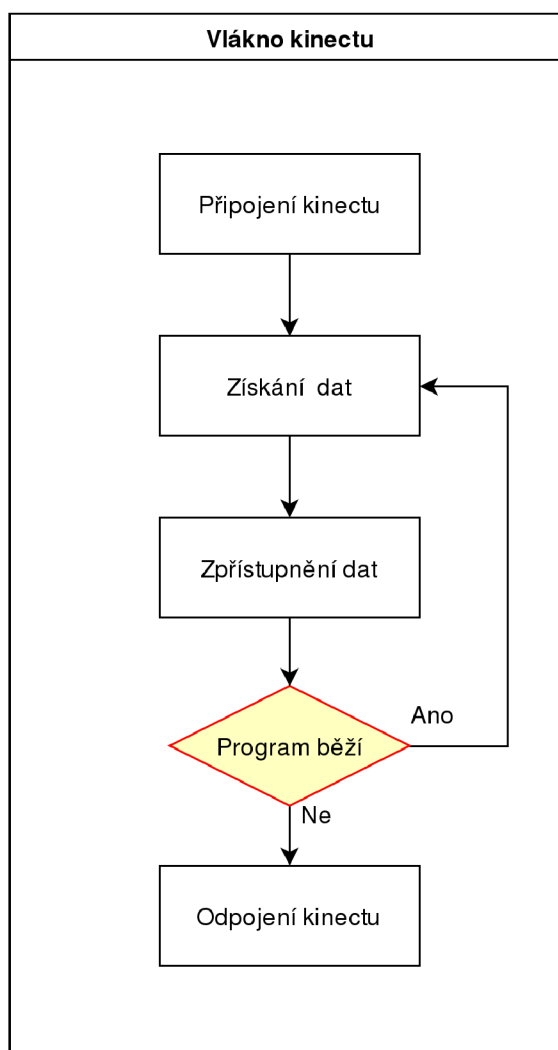 Vlákno kinectu
Připojení kinectu
Získání dat
Zpřístupnění dat
Program běží
Ano
Ne
Odpojení kinectu